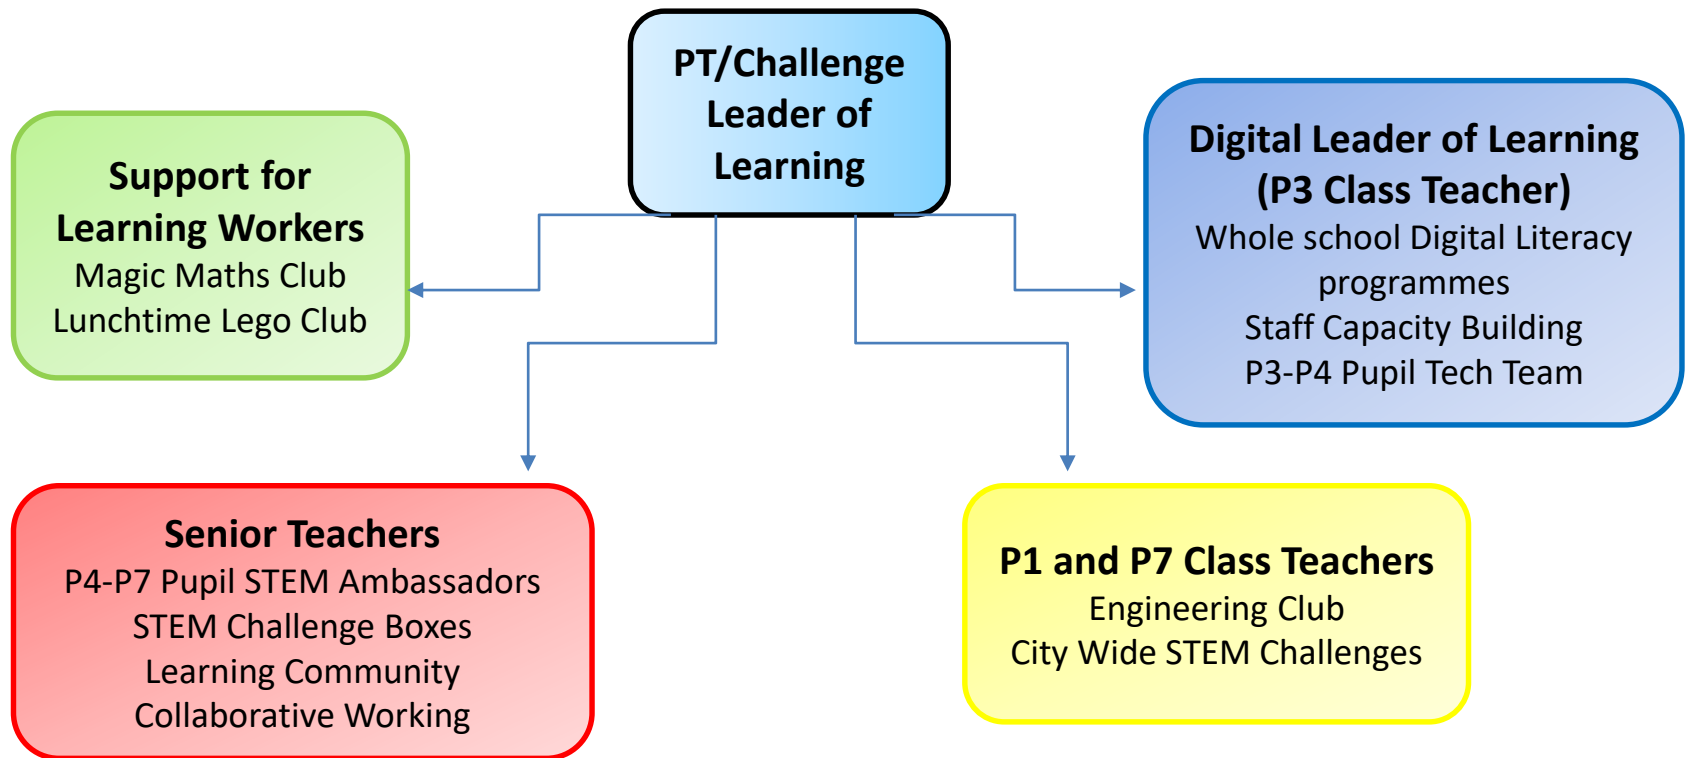 PT/Challenge
Leader of
Learning
Support for
Learning Workers
Magic Maths Club
Lunchtime Lego Club
Digital Leader of Learning
(P3 Class Teacher)
Whole school Digital Literacy
programmes
Staff Capacity Building
P3-P4 Pupil Tech Team
Senior Teachers
P4-P7 Pupil STEM Ambassadors
STEM Challenge Boxes
Learning Community
Collaborative Working
P1 and P7 Class Teachers
Engineering Club
City Wide STEM Challenges